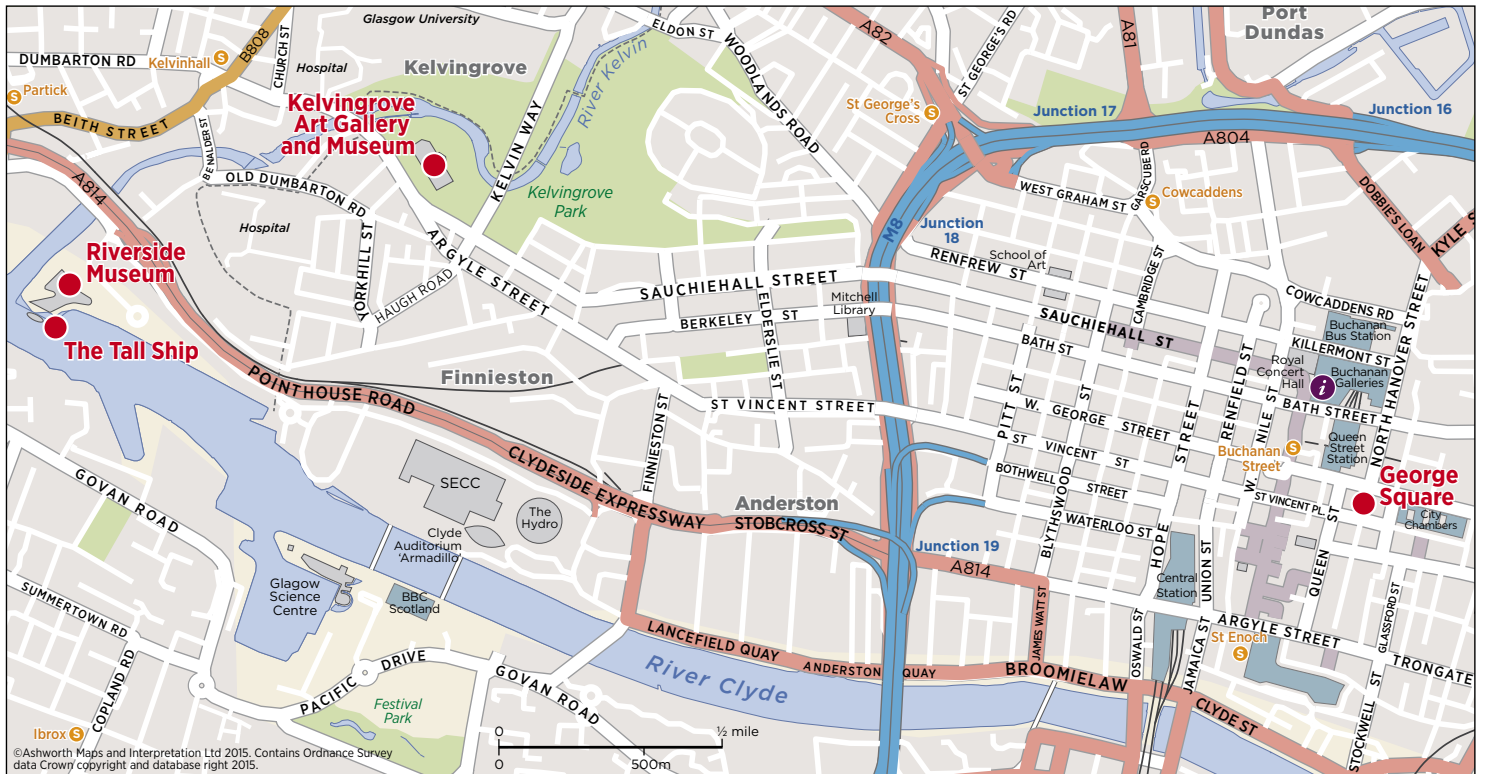 Glasgow University
DUMBARTON RD
Kelvinhall S
B808
CHURCH ST
Hospital
Kelvingrove
ELDON ST
WOODLANDS ROAD
River Kelvin
A82
ST GEORGE'S RD
A81
Port
Dundas
S Partick
BEITH STREET
BENALDER ST
Kelvingrove
Art Gallery
and Museum
KELVIN WAY
St George's
Cross S
Junction 17
Junction 16
A804
A814
OLD DUMBARTON RD
Kelvingrove
Park
WEST GRAHAM ST
GARSCUBE RD
Cowcaddens
S
DOBBIE'S LOAN
KYLE S
Hospital
M8
Junction
18
Riverside
Museum
YORKHILL ST
HAUGH ROAD
ARGYLE STREET
SAUCHIEHALL STREET
RENFREW ST
School of
Art
CAMBRIDGE ST
COWCADDENS RD
Mitchell
Library
BERKELEY ST
ELDERSLIE ST
SAUCHIEHALL ST
Buchanan
Bus Station
NORTH HANOVER STREET
The Tall Ship
BATH ST
KILLERMONT ST
Royal
Concert
Hall
i
Buchanan
Galleries
POINTHOUSE ROAD
Finnieston
FINNIESTON ST
ST VINCENT STREET
PITT ST
ST
W. GEORGE STREET
STREET
RENFIELD ST
W. NILE ST
BATH STREET
ST VINCENT ST
Buchanan
Street
S
Queen
Street
Station
George
Square
CLYDESIDE EXPRESSWAY
SECC
The
Hydro
Clyde
Auditorium
'Armadillo'
Anderston
STOBCROSS ST
BOTHWELL STREET
BLYTHSWOOD
WATERLOO ST
HOPE
ST VINCENT PL.
ST
City
Chambers
GOVAN ROAD
Junction 19
A814
Central
Station
UNION ST
QUEEN
Glagow
Science
Centre
BBC
Scotland
SUMMERTOWN RD
JAMES WATT ST
OSWALD ST
JAMAICA ST
ARGYLE STREET
St Enoch
S
GLASSFORD ST
TRONGATE
LANCEFIELD QUAY
ANDERSTON QUAY
BROOMIELAW
River Clyde
CLYDE ST
STOCKWELL ST
COPLAND RD
PACIFIC DRIVE
GOVAN ROAD
Festival
Park
Ibrox S
0 ½ mile
0 500m
©Ashworth Maps and Interpretation Ltd 2015. Contains Ordnance Survey
data Crown copyright and database right 2015.